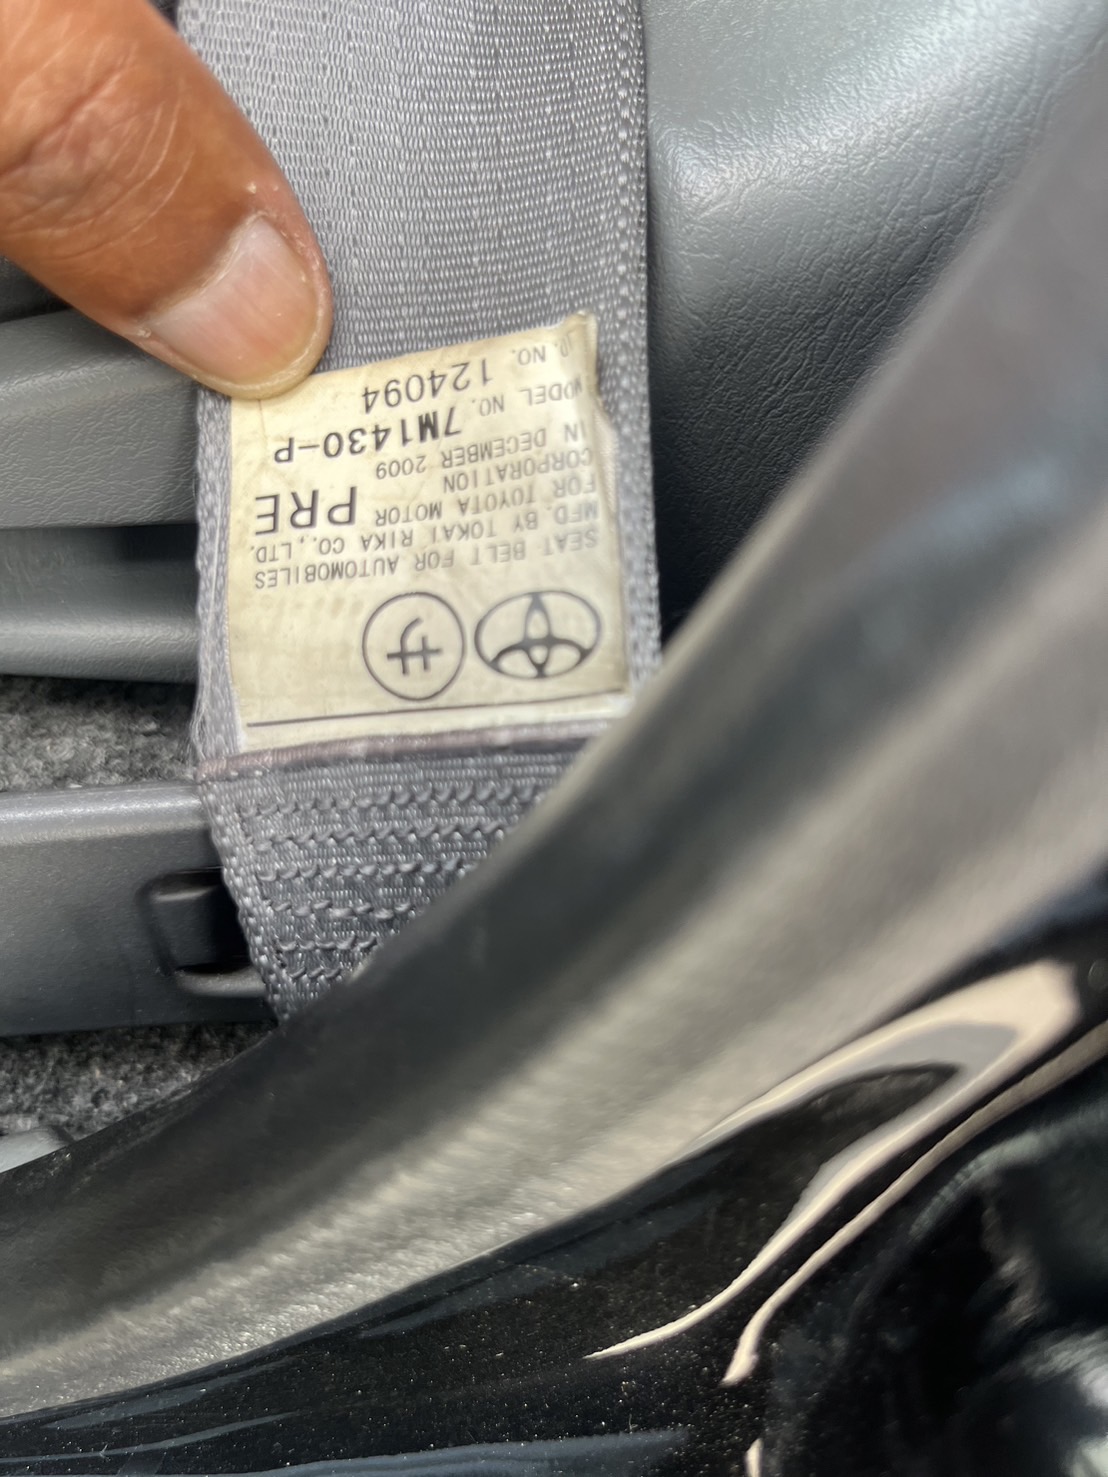 サ
SEAT BELT FOR AUTOMOBILES
MFD. BY TOKAI RIKA CO., LTD.
FOR TOYOTA MOTOR
CORPORATION
PRE
IN DECEMBER 2009
MODEL NO. 7M1430-P
NO. 124094